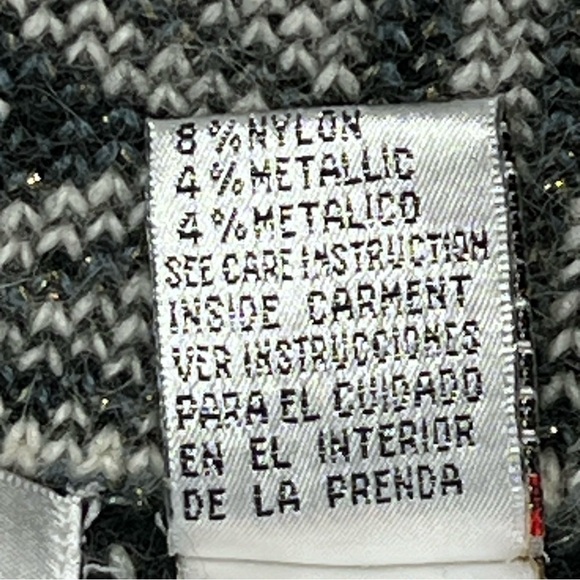 8 % NYLON
4 % METALLIC
4 % METALICO
SEE CARE INSTRUCTION
INSIDE GARMENT
VER INSTRUCCIONES
PARA EL CUIDADO
EN EL INTERIOR
DE LA PRENDA